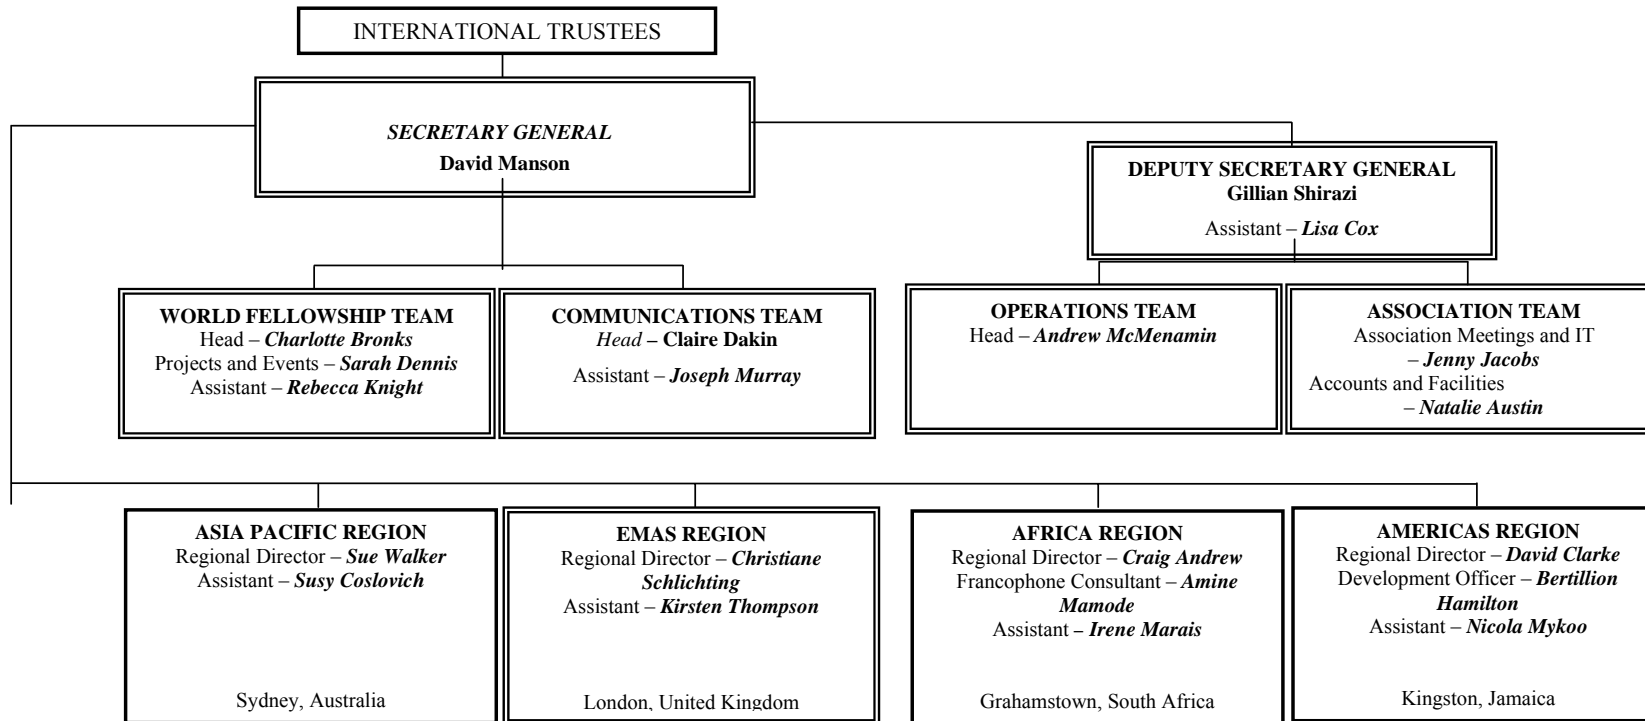 INTERNATIONAL TRUSTEES
SECRETARY GENERAL
David Manson
DEPUTY SECRETARY GENERAL
Gillian Shirazi
Assistant – Lisa Cox
WORLD FELLOWSHIP TEAM
Head – Charlotte Bronks
Projects and Events – Sarah Dennis
Assistant – Rebecca Knight
COMMUNICATIONS TEAM
Head – Claire Dakin
Assistant – Joseph Murray
OPERATIONS TEAM
Head – Andrew McMenamin
ASSOCIATION TEAM
Association Meetings and IT
– Jenny Jacobs
Accounts and Facilities
– Natalie Austin
ASIA PACIFIC REGION
Regional Director – Sue Walker
Assistant – Susy Coslovich
Sydney, Australia
EMAS REGION
Regional Director – Christiane
Schlichting
Assistant – Kirsten Thompson
London, United Kingdom
AFRICA REGION
Regional Director – Craig Andrew
Francophone Consultant – Amine
Mamode
Assistant – Irene Marais
Grahamstown, South Africa
AMERICAS REGION
Regional Director – David Clarke
Development Officer – Bertillion
Hamilton
Assistant – Nicola Mykoo
Kingston, Jamaica